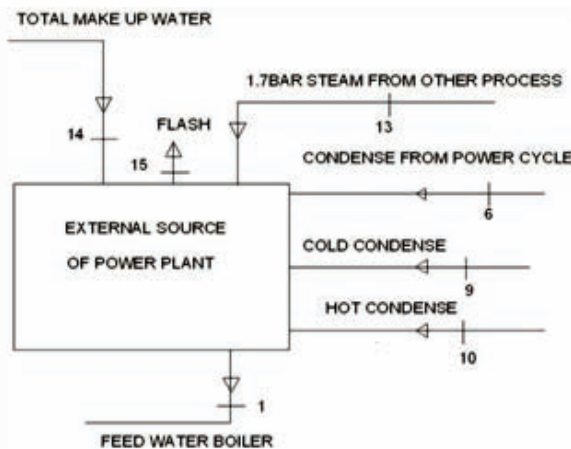 TOTAL MAKE UP WATER
1.7BAR STEAM FROM OTHER PROCESS
13
FLASH
14
15
CONDENSE FROM POWER CYCLE
6
EXTERNAL SOURCE
OF POWER PLANT
COLD CONDENSE
9
HOT CONDENSE
10
1
FEED WATER BOILER